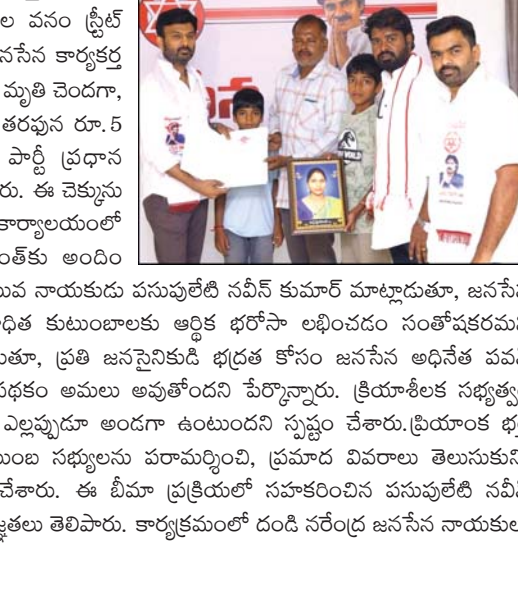 ల వనం స్ట్రీట్
నసేన కార్యకర్త
మృతి చెందగా,
తరఫున రూ.5
పార్టీ ప్రధాన
రు. ఈ చెక్కును
కార్యాలయంలో
ంత్‌కు అందిం
యువ నాయకుడు పసుపులేటి నవీన్ కుమార్ మాట్లాడుతూ, జనసేన
ాధిత కుటుంబాలకు ఆర్థిక భరోసా లభించడం సంతోషకరమ
ుతూ, ప్రతి జనసైనికుడి భద్రత కోసం జనసేన అధినేత పవ
పథకం అమలు అవుతోందని పేర్కొన్నారు. క్రియాశీలక సభ్యత్వ
ఎల్లప్పుడూ అండగా ఉంటుందని స్పష్టం చేశారు.ప్రియాంక భర్త
ుంబ సభ్యులను పరామర్శించి, ప్రమాద వివరాలు తెలుసుకుని
చేశారు. ఈ బీమా ప్రక్రియలో సహకరించిన పసుపులేటి నవీ
జ్ఞతలు తెలిపారు. కార్యక్రమంలో దండి నరేంద్ర జనసేన నాయకుల